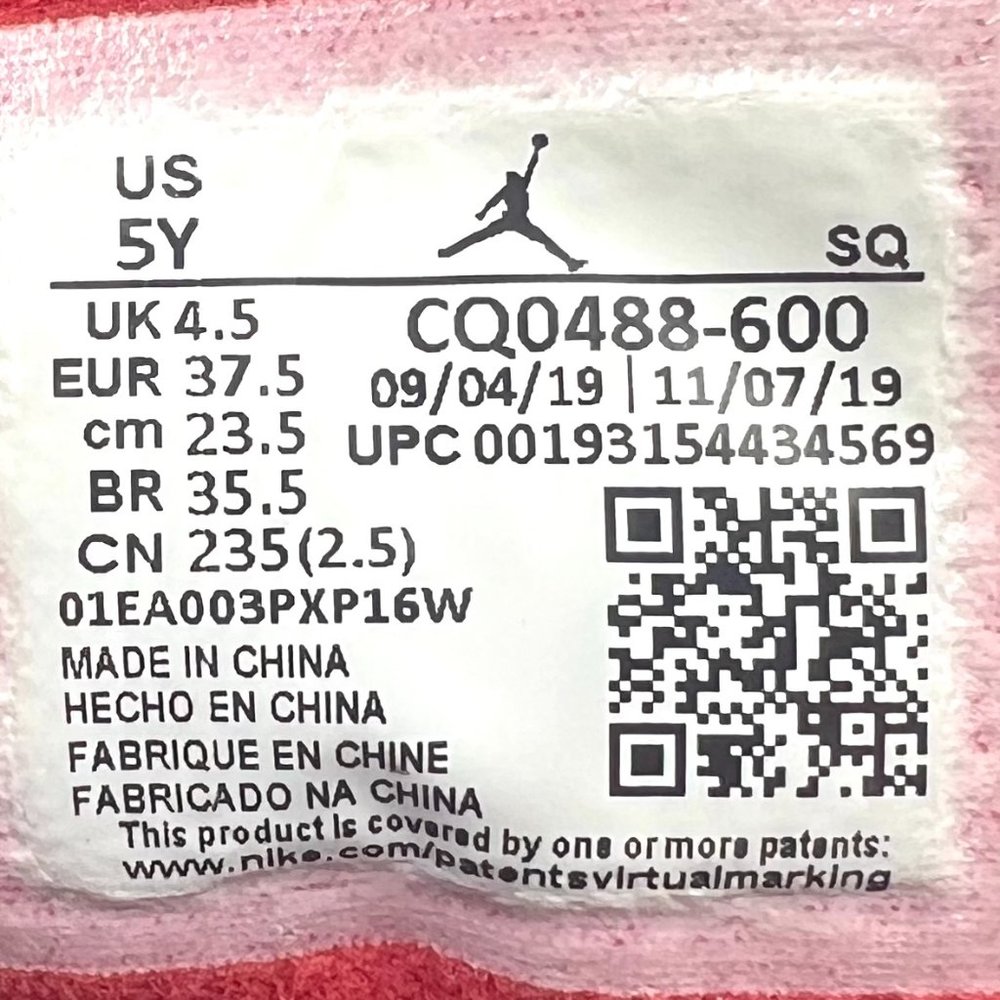 US
5Y
SQ
UK 4.5
CQ0488-600
EUR 37.5
09/04/19 | 11/07/19
cm 23.5
UPC 00193154434569
BR 35.5
CN 235(2.5)
01EA003PXP16W
MADE IN CHINA
HECHO EN CHINA
FABRIQUE EN CHINE
FABRICADO NA CHINA
This product is covered by one or more patents:
www.nike.com/patentsvirtualmarking